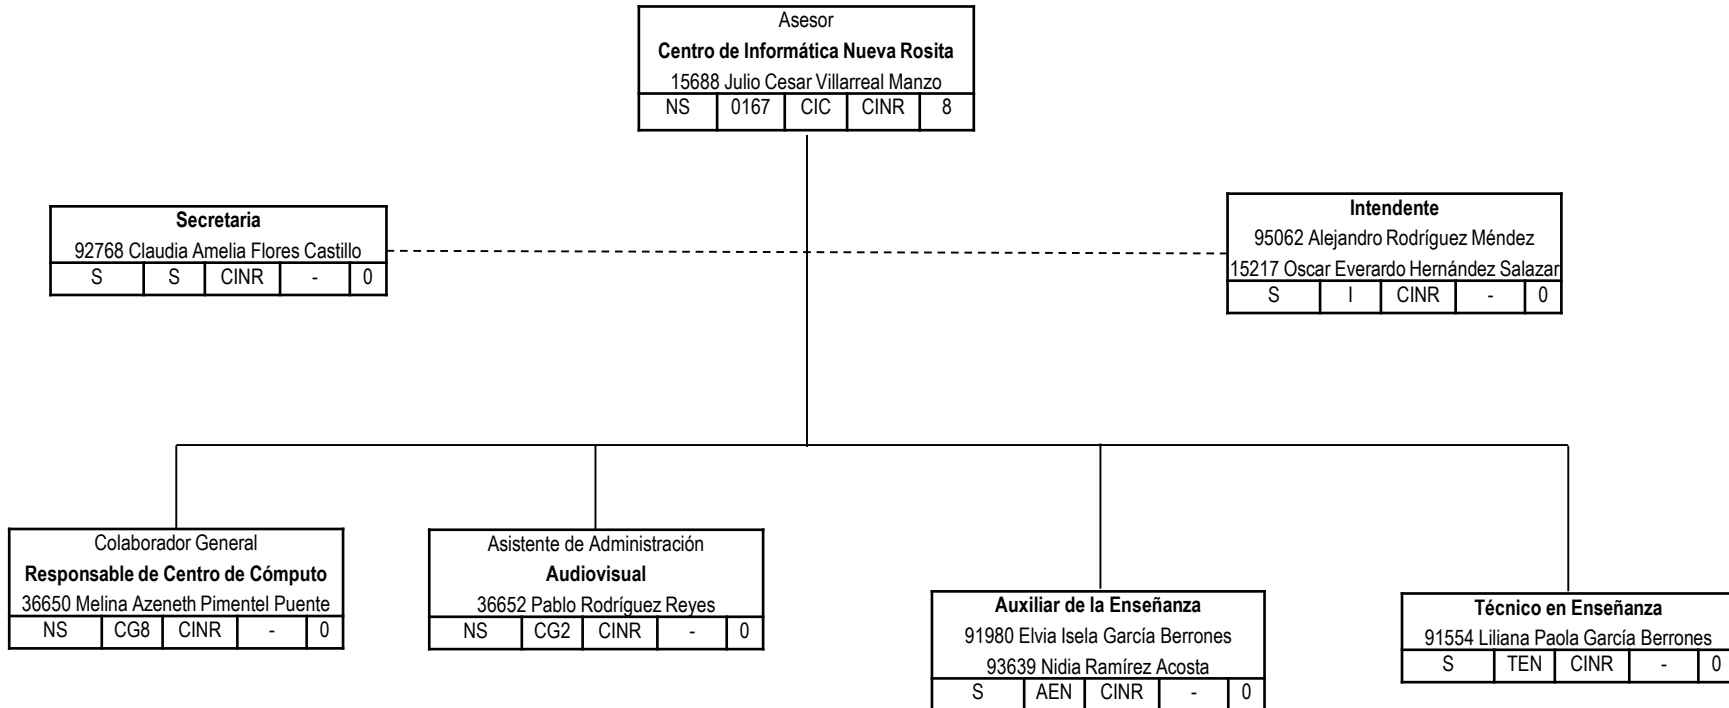 Asesor
Centro de Informática Nueva Rosita
15688 Julio Cesar Villarreal Manzo
NS 0167 CIC CINR 8
Secretaria
92768 Claudia Amelia Flores Castillo
S S CINR - 0
Intendente
95062 Alejandro Rodríguez Méndez
15217 Oscar Everardo Hernández Salazar
S I CINR - 0
Colaborador General
Responsable de Centro de Cómputo
36650 Melina Azeneth Pimentel Puente
NS CG8 CINR - 0
Asistente de Administración
Audiovisual
36652 Pablo Rodríguez Reyes
NS CG2 CINR - 0
Auxiliar de la Enseñanza
91980 Elvia Isela García Berrones
93639 Nidia Ramírez Acosta
S AEN CINR - 0
Técnico en Enseñanza
91554 Liliana Paola García Berrones
S TEN CINR - 0